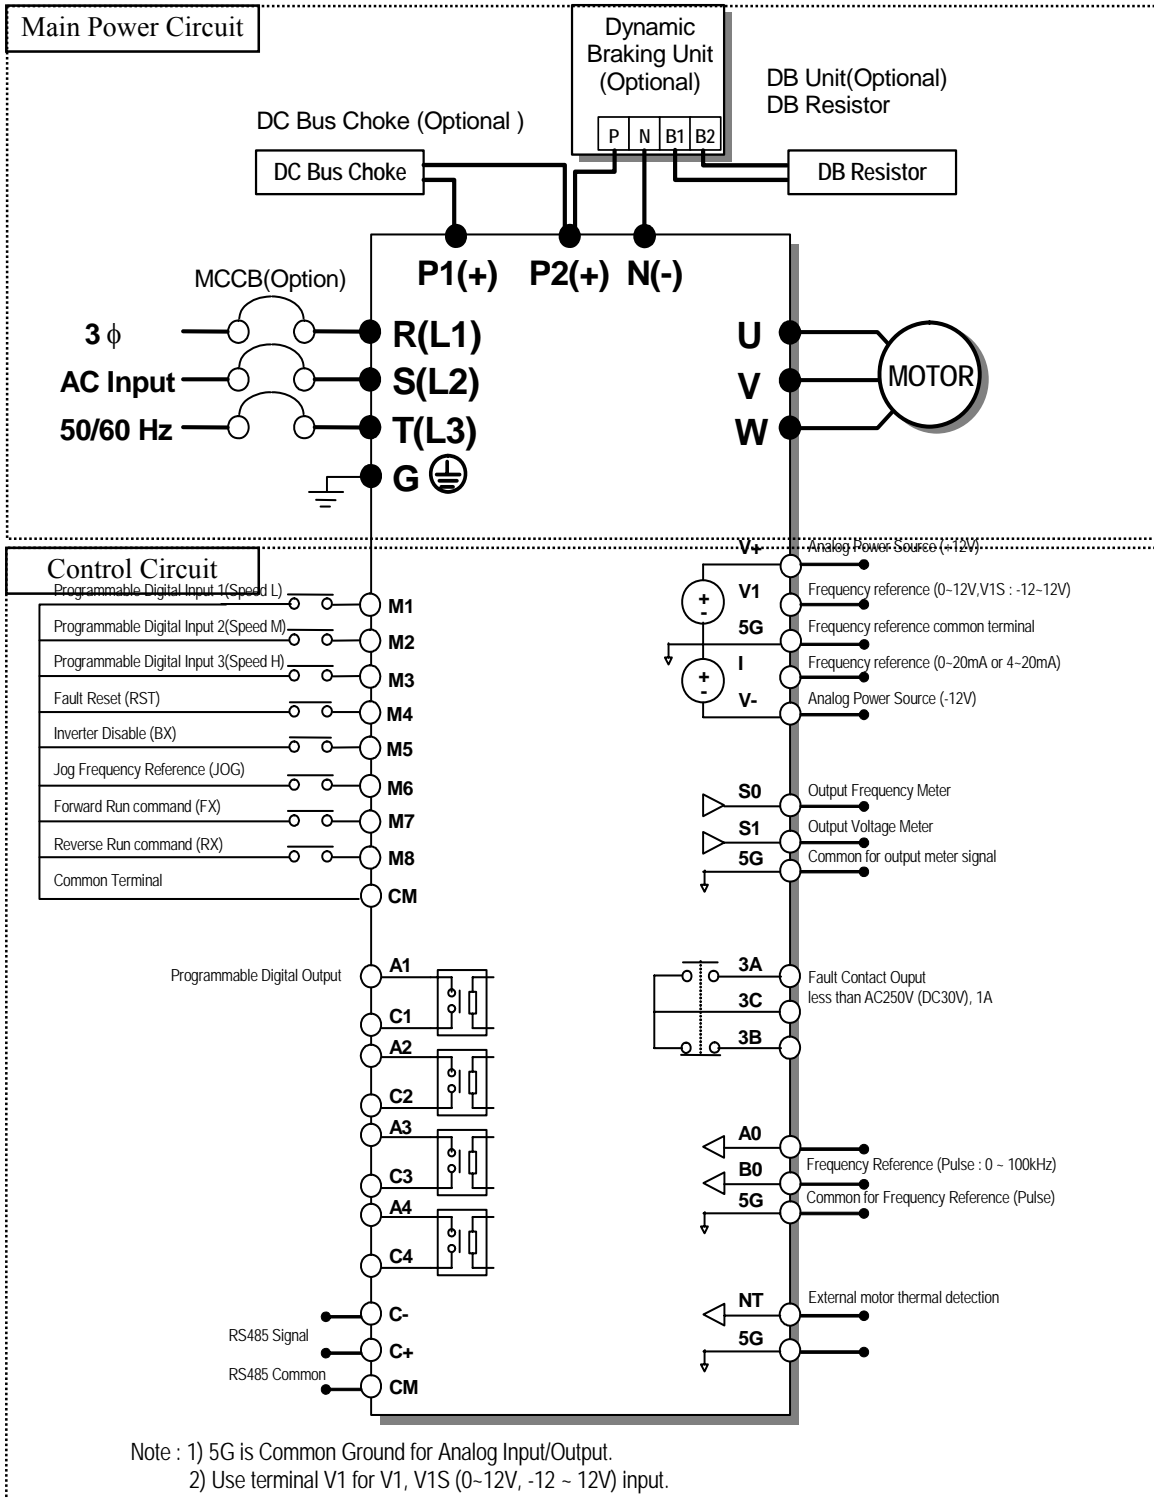 Main Power Circuit
Dynamic
Braking Unit
(Optional)
P N B1 B2
DB Unit(Optional)
DB Resistor
DC Bus Choke (Optional )
DC Bus Choke
DB Resistor
P1(+) P2(+) N(-)
MCCB(Option)
3 ϕ
AC Input
50/60 Hz
R(L1)
S(L2)
T(L3)
G
U
V
W
MOTOR
Control Circuit
Programmable Digital Input 1(Speed L)
M1
Programmable Digital Input 2(Speed M)
M2
Programmable Digital Input 3(Speed H)
M3
Fault Reset (RST)
M4
Inverter Disable (BX)
M5
Jog Frequency Reference (JOG)
M6
Forward Run command (FX)
M7
Reverse Run command (RX)
M8
Common Terminal
CM
V+ Analog Power Source (+12V)
V1 Frequency reference (0~12V,V1S : -12~12V)
5G Frequency reference common terminal
I Frequency reference (0~20mA or 4~20mA)
V- Analog Power Source (-12V)
+
-
+
-
S0 Output Frequency Meter
S1 Output Voltage Meter
5G Common for output meter signal
Programmable Digital Output
A1
C1
A2
C2
A3
C3
A4
C4
3A
3C
3B
Fault Contact Ouput
less than AC250V (DC30V), 1A
A0
B0
5G
Frequency Reference (Pulse : 0 ~ 100kHz)
Common for Frequency Reference (Pulse)
NT External motor thermal detection
5G
RS485 Signal
RS485 Common
C-
C+
CM
Note : 1) 5G is Common Ground for Analog Input/Output.
2) Use terminal V1 for V1, V1S (0~12V, -12 ~ 12V) input.